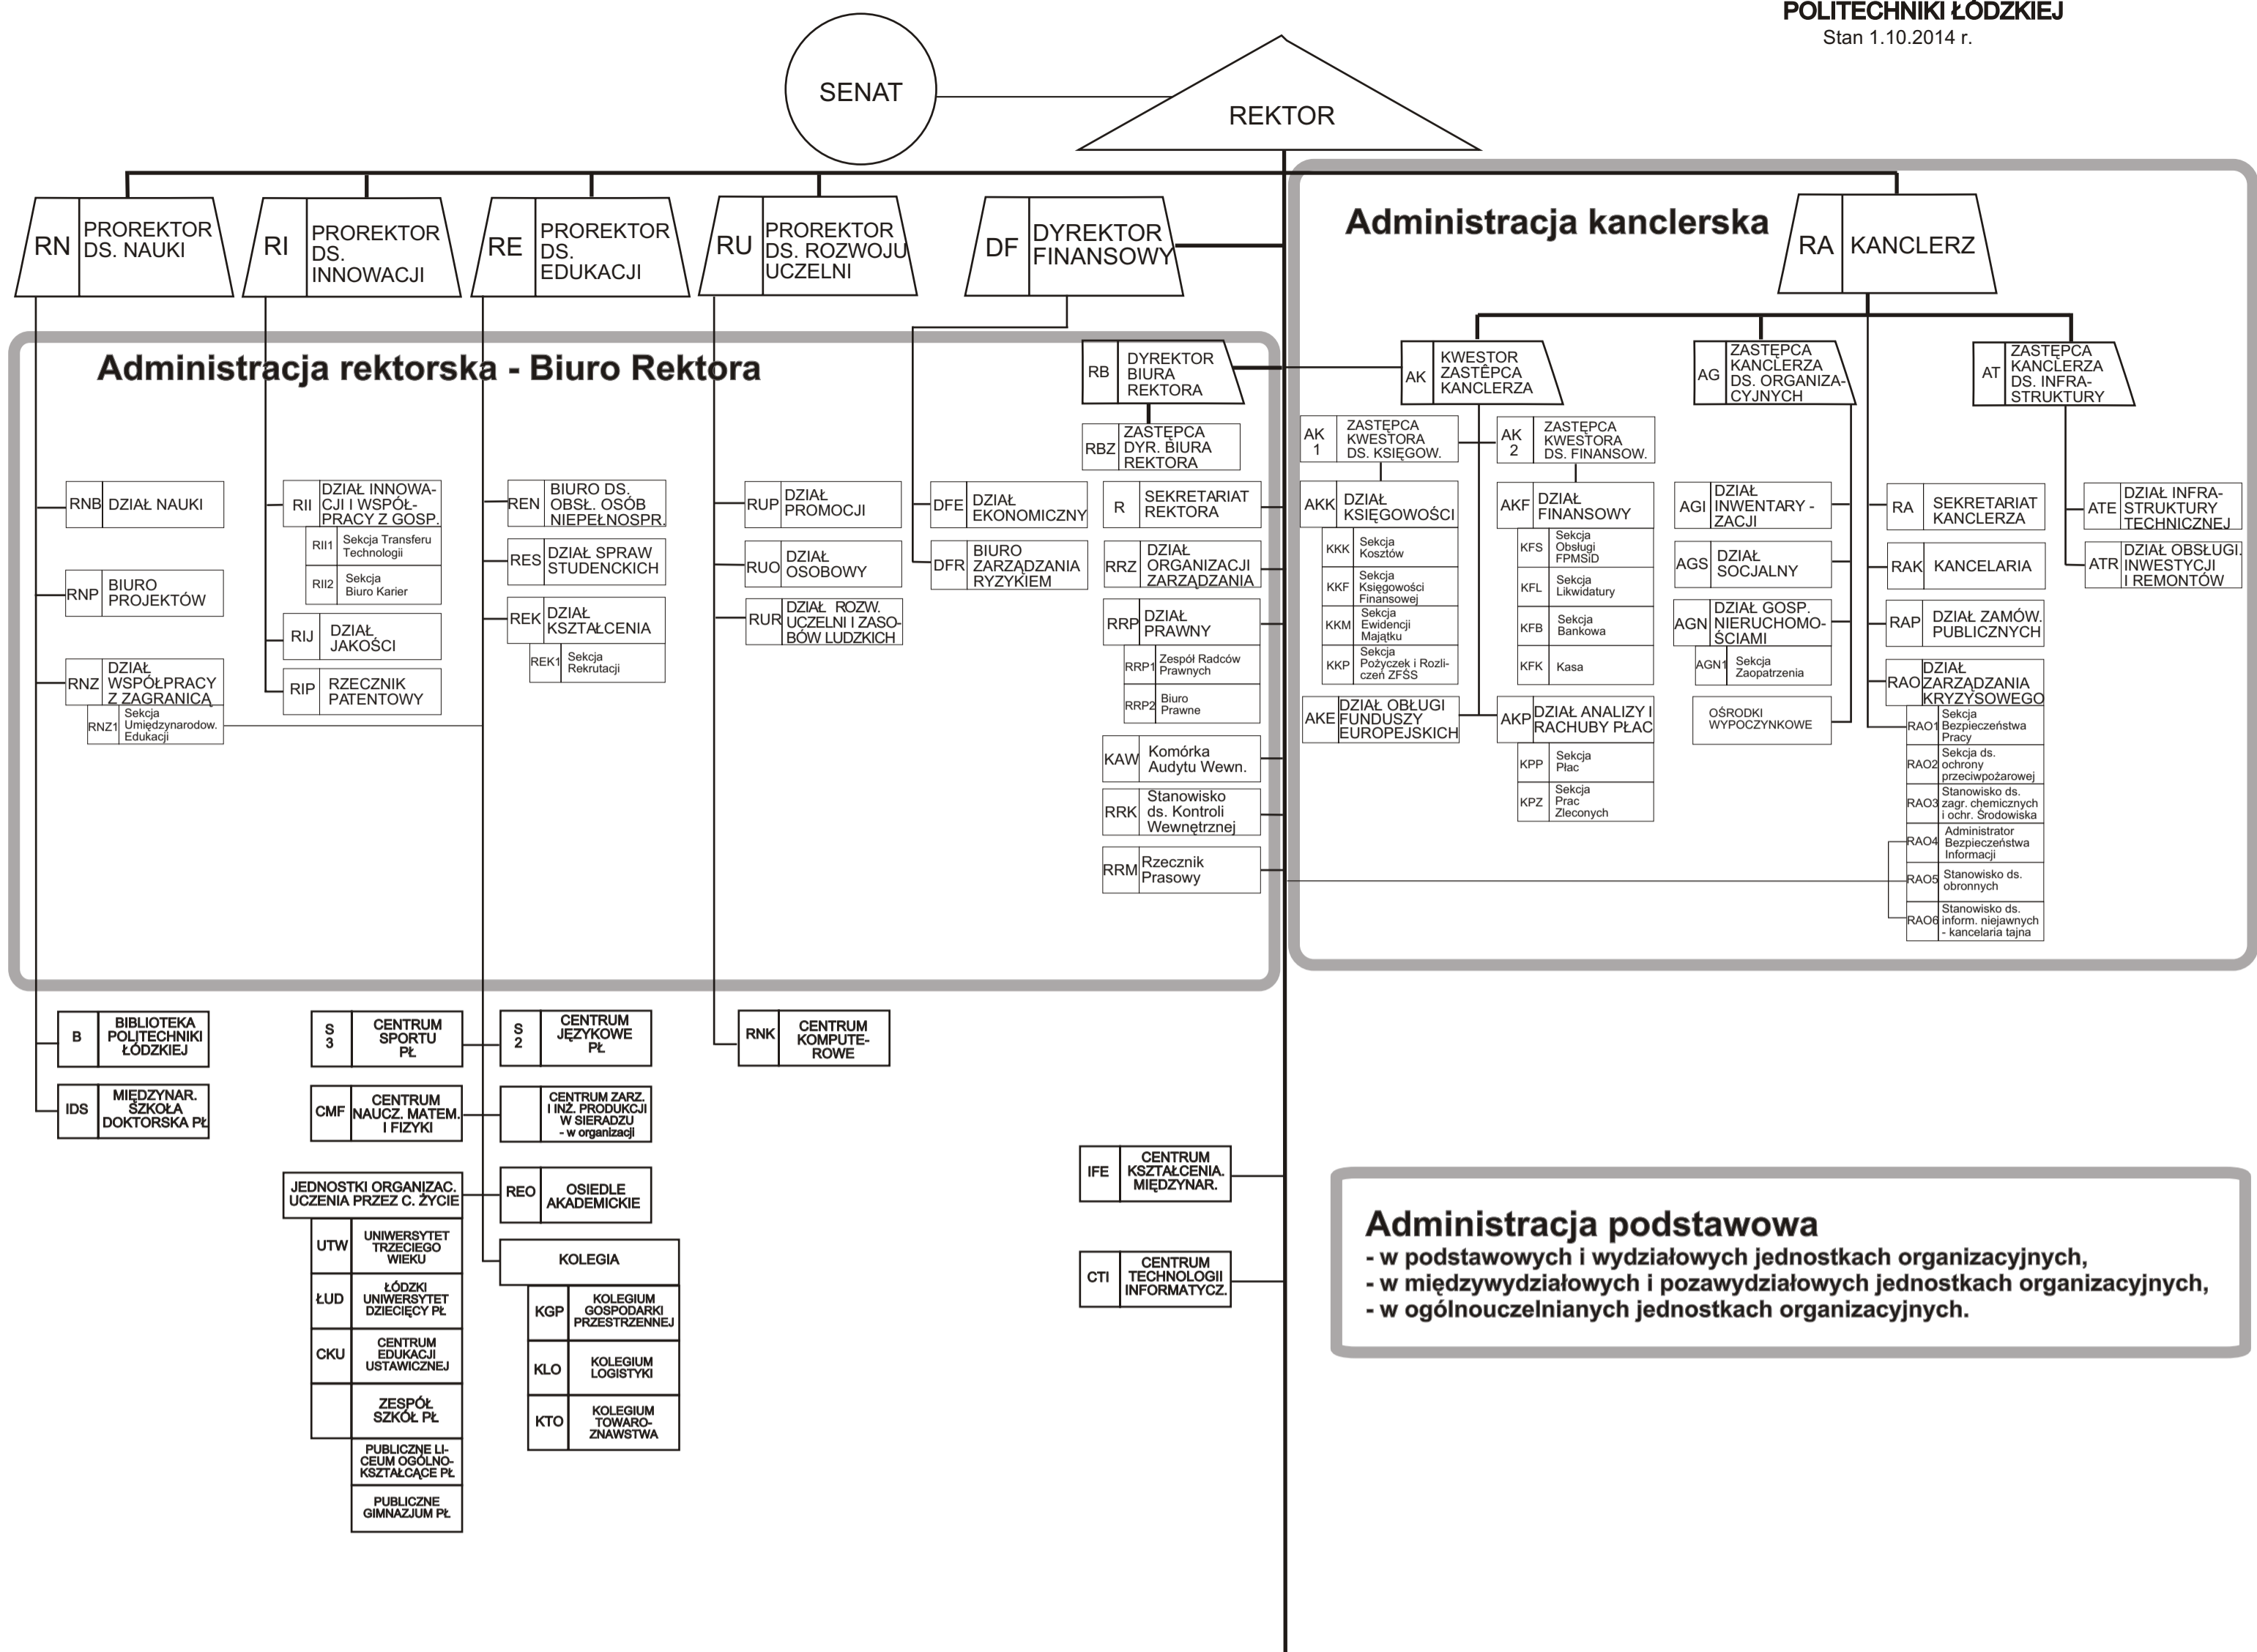 POLITECHNIKI ŁÓDZKIEJ
Stan 1.10.2014 r.
SENAT
REKTOR
RN
PROREKTOR
DS. NAUKI
RI
PROREKTOR
DS.
INNOWACJI
RE
PROREKTOR
DS.
EDUKACJI
RU
PROREKTOR
DS. ROZWOJU
UCZELNI
DF
DYREKTOR
FINANSOWY
Administracja kanclerska
RA
KANCLERZ
Administracja rektorska - Biuro Rektora
RB
DYREKTOR
BIURA
REKTORA
RBZ
ZASTĘPCA
DYR. BIURA
REKTORA
AK
KWESTOR
ZASTÊPCA
KANCLERZA
AG
ZASTĘPCA
KANCLERZA
DS. ORGANIZA-
CYJNYCH
AT
ZASTĘPCA
KANCLERZA
DS. INFRA-
STRUKTURY
AK
1
ZASTĘPCA
KWESTORA
DS. KSIĘGOW.
AK
2
ZASTĘPCA
KWESTORA
DS. FINANSOW.
RNB
DZIAŁ NAUKI
RNP
BIURO
PROJEKTÓW
RNZ
DZIAŁ
WSPÓŁPRACY
Z ZAGRANICĄ
RNZ1
Sekcja
Umiędzynarodow.
Edukacji
RII
DZIAŁ INNOWA-
CJI I WSPÓŁ-
PRACY Z GOSP.
RII1
Sekcja Transferu
Technologii
RII2
Sekcja
Biuro Karier
RIJ
DZIAŁ
JAKOŚCI
RIP
RZECZNIK
PATENTOWY
REN
BIURO DS.
OBSŁ. OSÓB
NIEPEŁNOSPR.
RES
DZIAŁ SPRAW
STUDENCKICH
REK
DZIAŁ
KSZTAŁCENIA
REK1
Sekcja
Rekrutacji
RUP
DZIAŁ
PROMOCJI
RUO
DZIAŁ
OSOBOWY
RUR
DZIAŁ ROZW.
UCZELNI I ZASO-
BÓW LUDZKICH
DFE
DZIAŁ
EKONOMICZNY
DFR
BIURO
ZARZĄDZANIA
RYZYKIEM
R
SEKRETARIAT
REKTORA
RRZ
DZIAŁ
ORGANIZACJI
ZARZĄDZANIA
RRP
DZIAŁ
PRAWNY
RRP1
Zespół Radców
Prawnych
RRP2
Biuro
Prawne
KAW
Komórka
Audytu Wewn.
RRK
Stanowisko
ds. Kontroli
Wewnętrznej
RRM
Rzecznik
Prasowy
AKK
DZIAŁ
KSIĘGOWOŚCI
KKK
Sekcja
Kosztów
KKF
Sekcja
Księgowości
Finansowej
KKM
Sekcja
Ewidencji
Majątku
KKP
Sekcja
Pożyczek i Rozli-
czeń ZFŚS
AKE
DZIAŁ OBŁUGI
FUNDUSZY
EUROPEJSKICH
AKF
DZIAŁ
FINANSOWY
KFS
Sekcja
Obsługi
FPMSiD
KFL
Sekcja
Likwidatury
KFB
Sekcja
Bankowa
KFK
Kasa
AKP
DZIAŁ ANALIZY I
RACHUBY PŁAC
KPP
Sekcja
Płac
KPZ
Sekcja
Prac
Zleconych
AGI
DZIAŁ
INWENTARY -
ZACJI
AGS
DZIAŁ
SOCJALNY
AGN
DZIAŁ GOSP.
NIERUCHOMO-
ŚCIAMI
AGN1
Sekcja
Zaopatrzenia
OŚRODKI
WYPOCZYNKOWE
RA
SEKRETARIAT
KANCLERZA
RAK
KANCELARIA
RAP
DZIAŁ ZAMÓW.
PUBLICZNYCH
RAO
DZIAŁ
ZARZĄDZANIA
KRYZYSOWEGO
RAO1
Sekcja
Bezpieczeństwa
Pracy
RAO2
Sekcja ds.
ochrony
przeciwpożarowej
RAO3
Stanowisko ds.
zagr. chemicznych
i ochr. Środowiska
RAO4
Administrator
Bezpieczeństwa
Informacji
RAO5
Stanowisko ds.
obronnych
RAO6
Stanowisko ds.
inform. niejawnych
- kancelaria tajna
ATE
DZIAŁ INFRA-
STRUKTURY
TECHNICZNEJ
ATR
DZIAŁ OBSŁUGI.
INWESTYCJI
I REMONTÓW
B
BIBLIOTEKA
POLITECHNIKI
ŁÓDZKIEJ
IDS
MIĘDZYNAR.
SZKOŁA
DOKTORSKA PŁ
S
3
CENTRUM
SPORTU
PŁ
S
2
CENTRUM
JĘZYKOWE
PŁ
RNK
CENTRUM
KOMPUTE-
ROWE
CMF
CENTRUM
NAUCZ. MATEM.
I FIZYKI
CENTRUM ZARZ.
I INŻ. PRODUKCJI
W SIERADZU
- w organizacji
JEDNOSTKI ORGANIZAC.
UCZENIA PRZEZ C. ŻYCIE
UTW
UNIWERSYTET
TRZECIEGO
WIEKU
ŁUD
ŁÓDZKI
UNIWERSYTET
DZIECIĘCY PŁ
CKU
CENTRUM
EDUKACJI
USTAWICZNEJ
ZESPÓŁ
SZKÓŁ PŁ
PUBLICZNE LI-
CEUM OGÓLNO-
KSZTAŁCĄCE PŁ
PUBLICZNE
GIMNAZJUM PŁ
REO
OSIEDLE
AKADEMICKIE
KOLEGIA
KGP
KOLEGIUM
GOSPODARKI
PRZESTRZENNEJ
KLO
KOLEGIUM
LOGISTYKI
KTO
KOLEGIUM
TOWARO-
ZNAWSTWA
IFE
CENTRUM
KSZTAŁCENIA.
MIĘDZYNAR.
CTI
CENTRUM
TECHNOLOGII
INFORMATYCZ.
Administracja podstawowa
- w podstawowych i wydziałowych jednostkach organizacyjnych,
- w międzywydziałowych i pozawydziałowych jednostkach organizacyjnych,
- w ogólnouczelnianych jednostkach organizacyjnych.